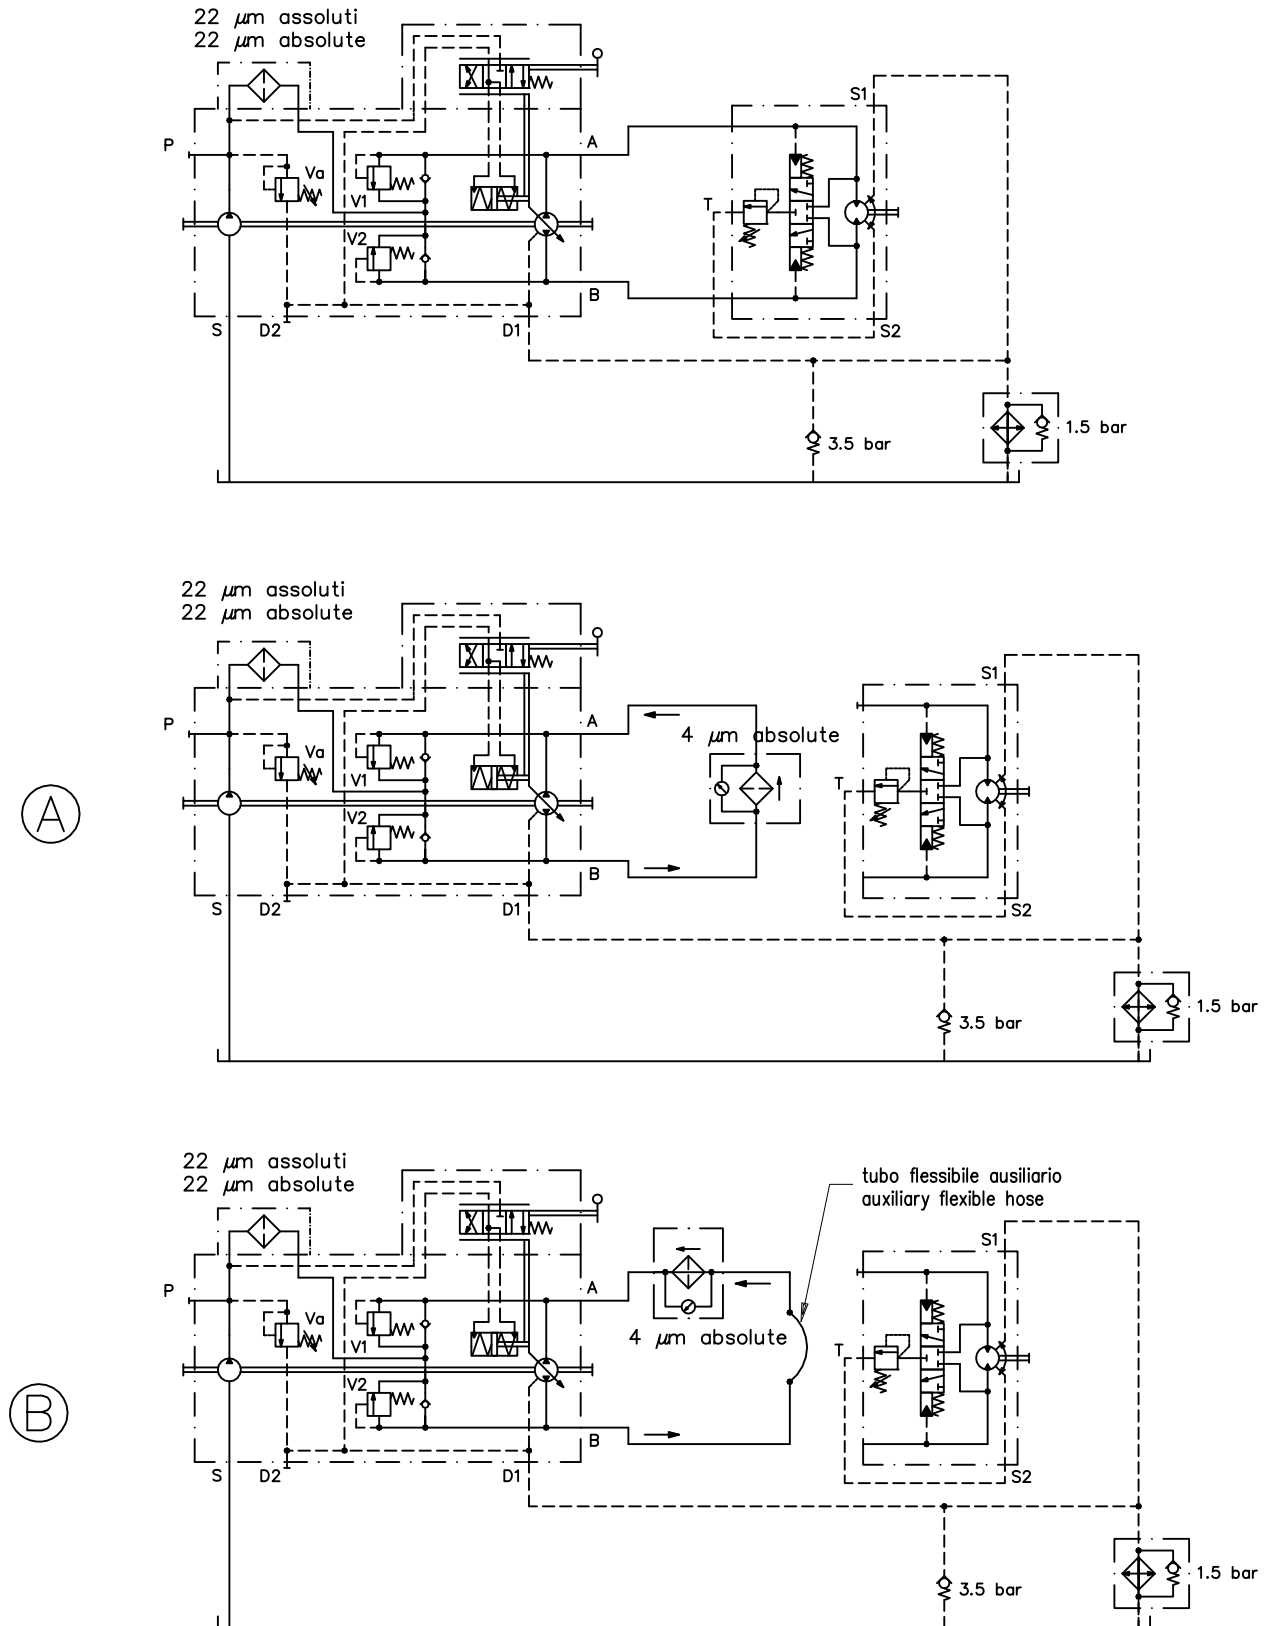 22 μm assoluti
22 μm absolute
P
Va
V1
V2
A
B
S
D2
D1
S1
T
S2
3.5 bar
1.5 bar
A
22 μm assoluti
22 μm absolute
P
Va
V1
V2
A
B
S
D2
D1
4 μm absolute
S1
T
S2
3.5 bar
1.5 bar
B
22 μm assoluti
22 μm absolute
P
Va
V1
V2
A
B
S
D2
D1
4 μm absolute
tubo flessibile ausiliario
auxiliary flexible hose
S1
T
S2
3.5 bar
1.5 bar